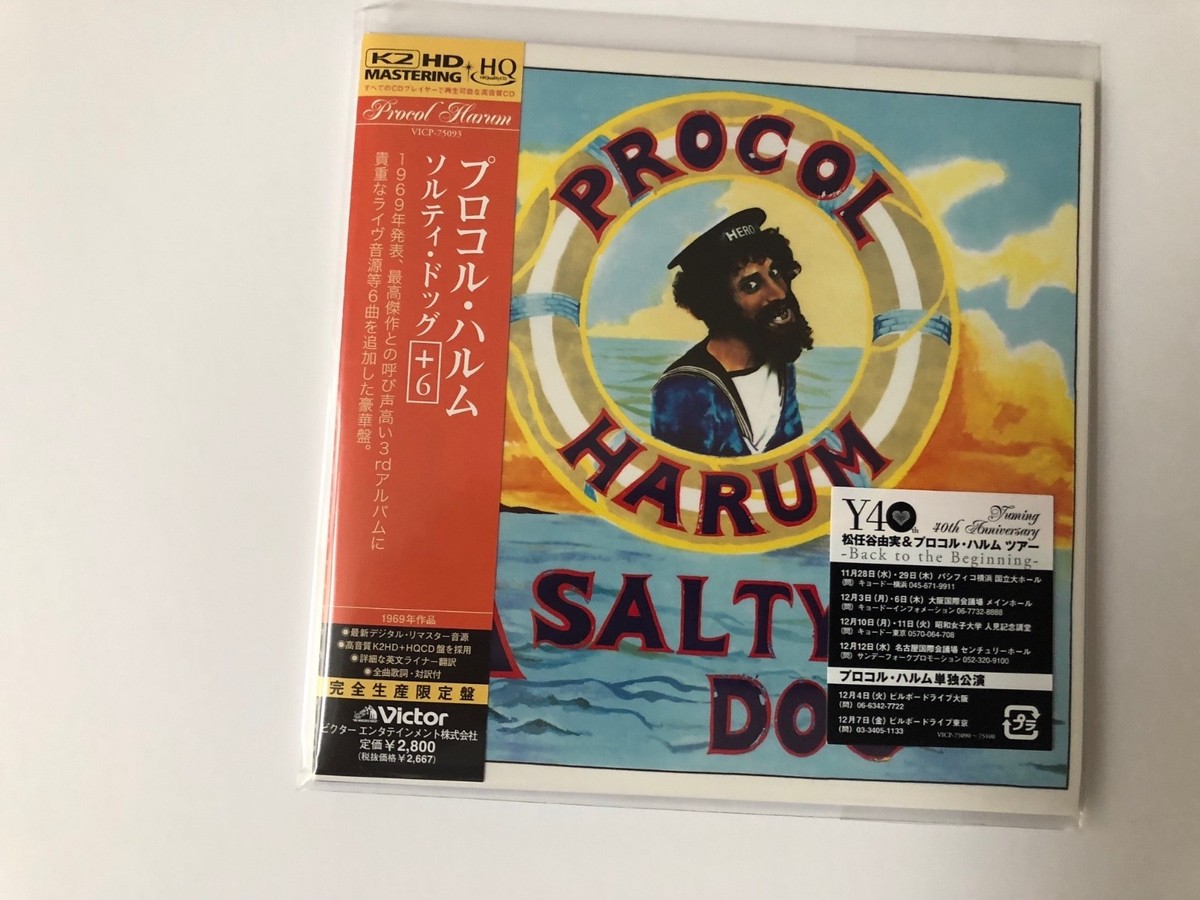 K2 HD
MASTERING
+HQ
HiQualityCD
すべてのCDプレイヤーで再生可能な高音質CD
Procol Harum
VICP-75093
プロコル・ハルム
ソルティ・ドッグ+6
1969年発表、最高傑作との呼び声高い3rdアルバムに
貴重なライヴ音源等6曲を追加した豪華盤。
1969年作品
●最新デジタル・リマスター音源
●高音質K2HD+HQCD盤を採用
●詳細な英文ライナー翻訳
●全曲歌詞・対訳付
完全生産限定盤
Victor
ビクター エンタテインメント株式会社
定価¥2,800
(税抜価格¥2,667)
PROCOL
HERO
HARUM
A SALTY
DO
Y40th
Yuming
40th Anniversary
松任谷由実&プロコル・ハルム ツアー
-Back to the Beginning-
11月28日(水)・29日(木) パシフィコ横浜 国立大ホール
(問) キョードー横浜 045-671-9911
12月3日(月)・6日(木) 大阪国際会議場 メインホール
(問) キョードーインフォメーション 06-7732-8888
12月10日(月)・11日(火) 昭和女子大学 人見記念講堂
(問) キョードー東京 0570-064-708
12月12日(水) 名古屋国際会議場 センチュリーホール
(問) サンデーフォークプロモーション 052-320-9100
プロコル・ハルム単独公演
12月4日(火) ビルボードライブ大阪
(問) 06-6342-7722
12月7日(金) ビルボードライブ東京
(問) 03-3405-1133
プラ
VICP-75090～75100